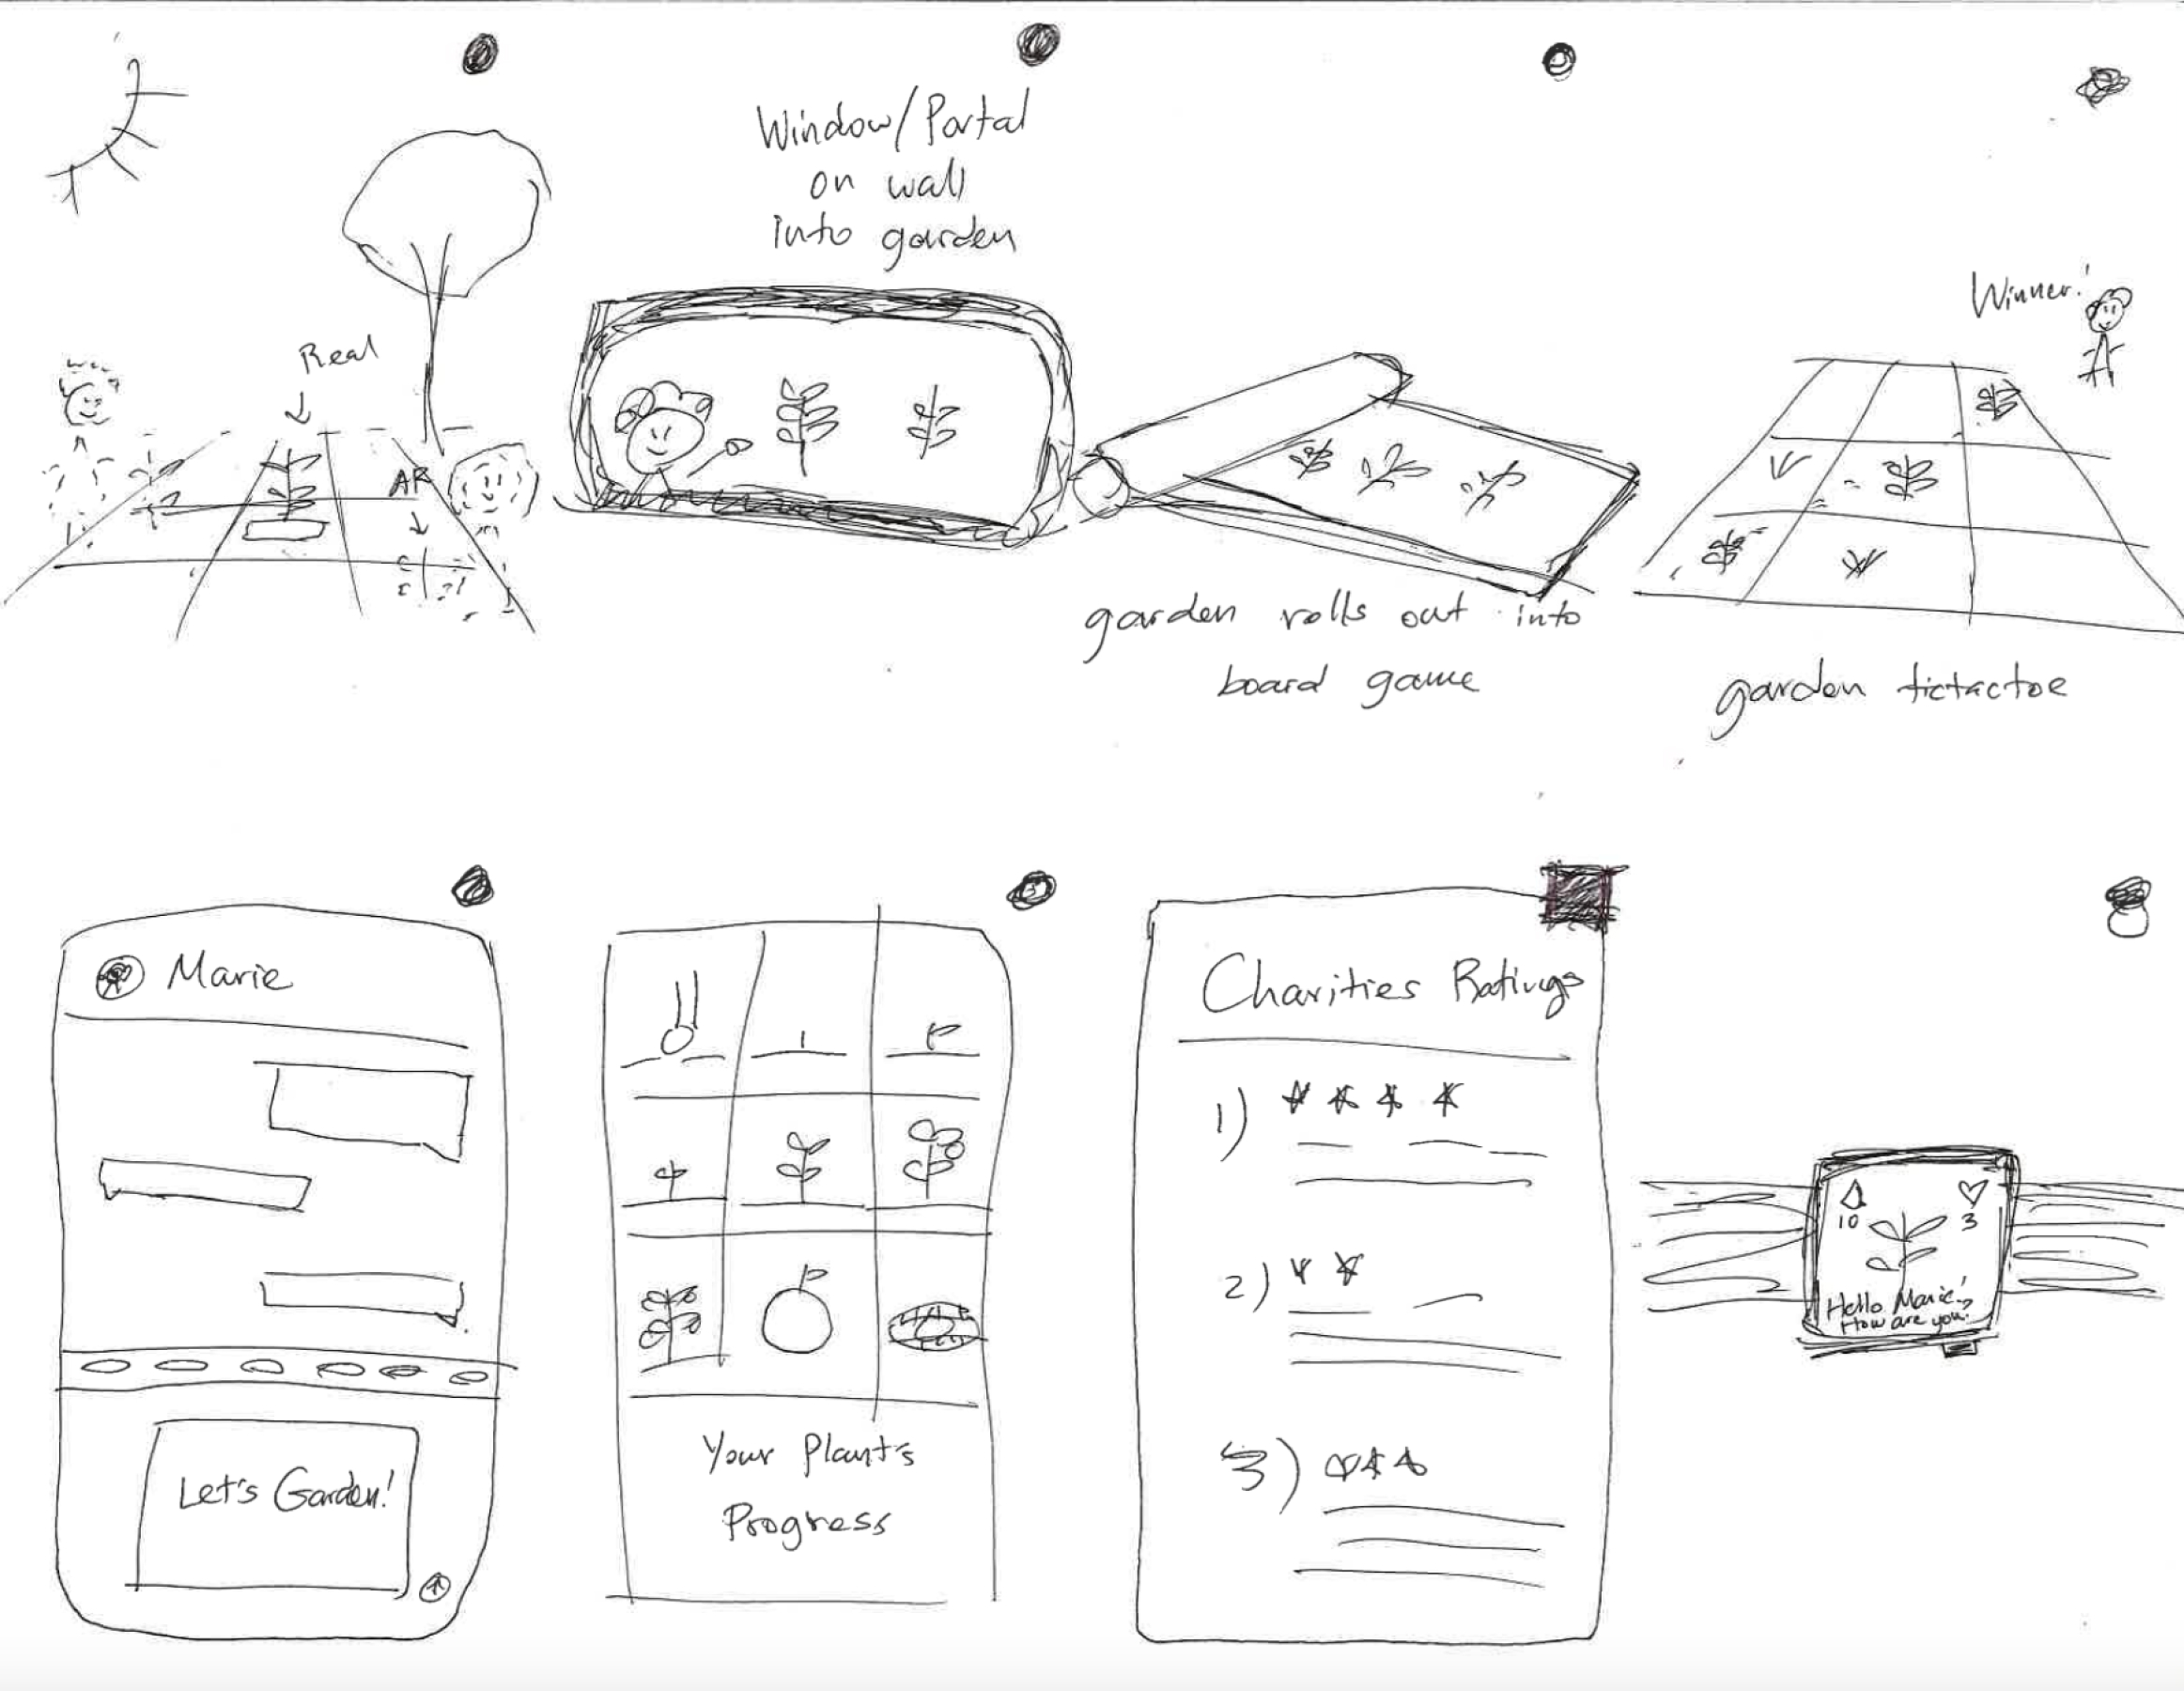 Window/Portal
on wall
into garden
Real
AR
Winner!
garden rolls out into
board game
garden tictactoe
Marie
Let's Garden!
Your Plant's
Progress
Charities Ratings
1)
2)
3)
10
3
Hello Marie,
How are you?